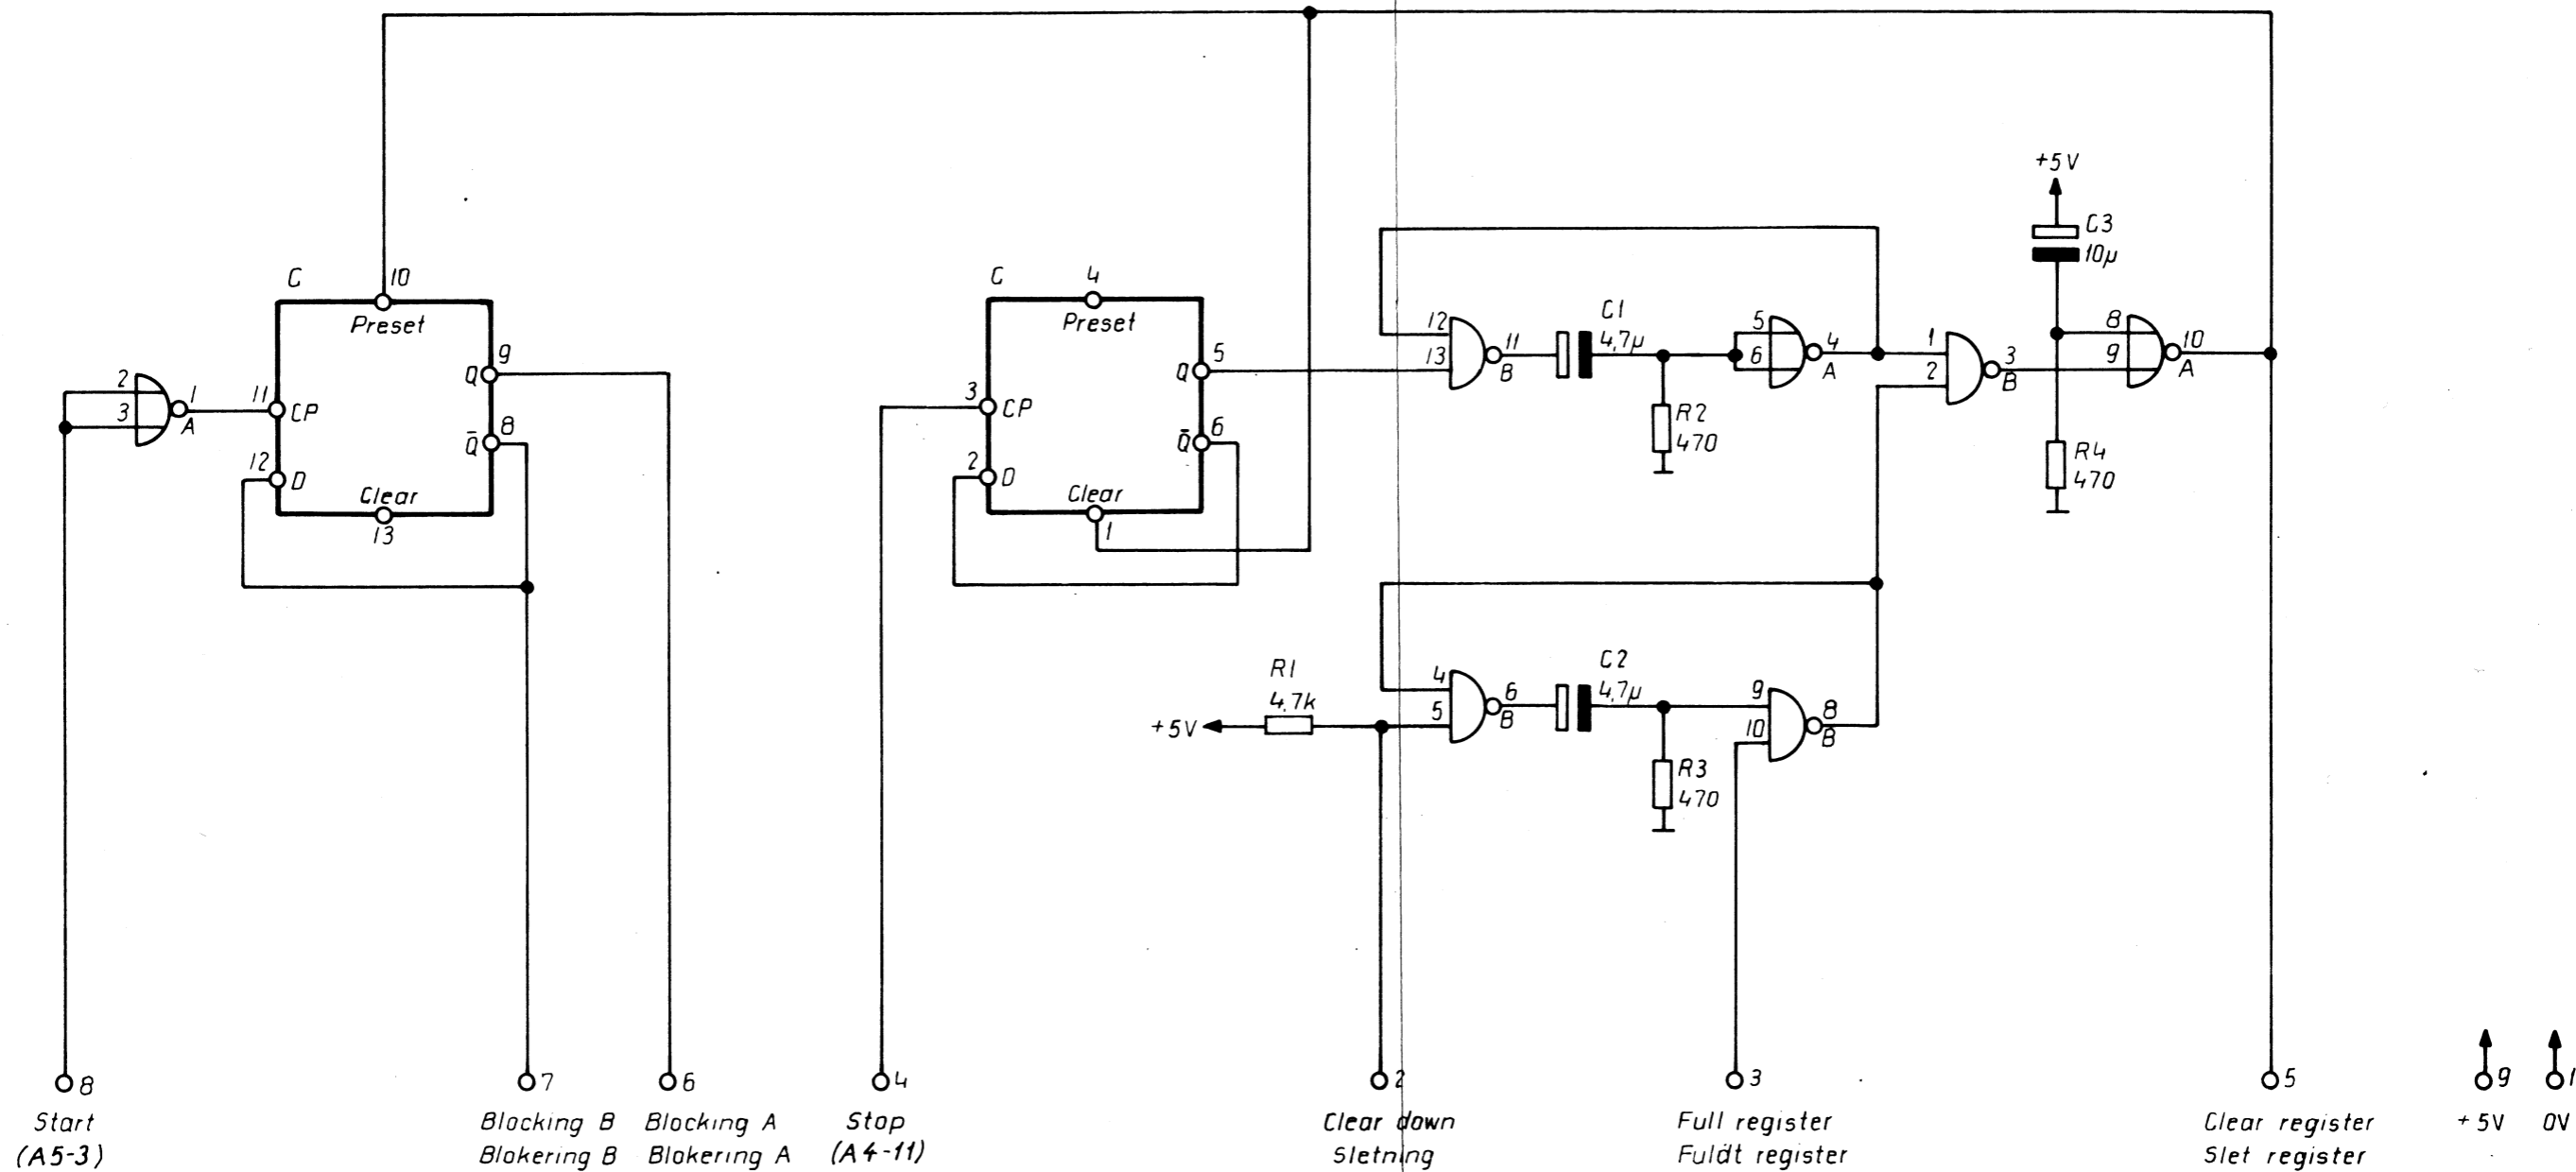 +5V
C3
10μ
C 10
Preset
9
Q
2
3
1
A
11
CP
8
Q̄
12
D
Clear
13
C 4
Preset
5
Q
3
CP
6
Q̄
2
D
Clear
1
12
13
11
B
C1
4,7μ
5
6
4
A
R2
470
1
2
3
B
8
9
10
A
R4
470
R1
4.7k
+5V
4
5
6
B
C2
4,7μ
9
10
8
B
R3
470
8
Start
(A5-3)
7
Blocking B
Blokering B
6
Blocking A
Blokering A
4
Stop
(A4-11)
2
Clear down
Sletning
3
Full register
Fuldt register
5
Clear register
Slet register
9
+5V
1
0V